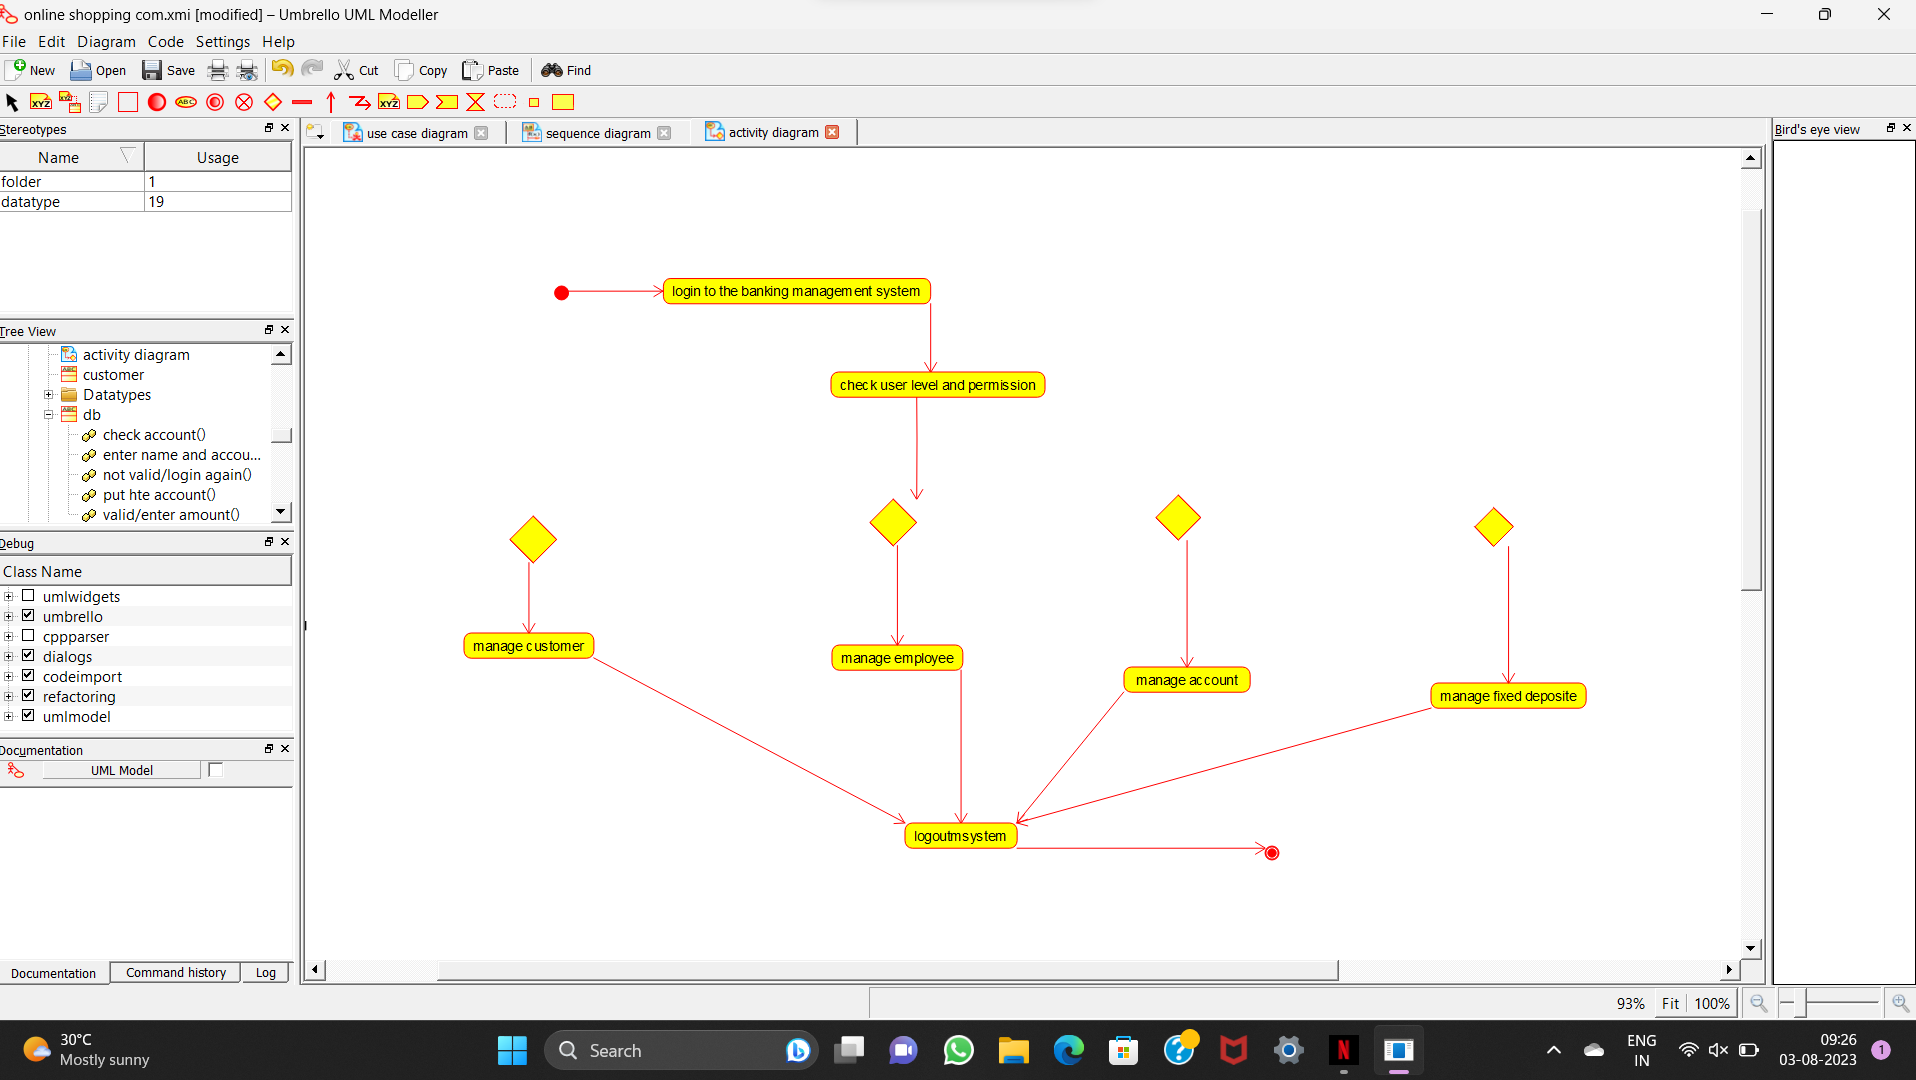 online shopping com.xmi [modified] – Umbrello UML Modeller
File Edit Diagram Code Settings Help
New Open Save Cut Copy Paste Find
XYZ ABC XYZ
Stereotypes
Name Usage
folder 1
datatype 19
Tree View
activity diagram
customer
Datatypes
db
check account()
enter name and accou...
not valid/login again()
put hte account()
valid/enter amount()
Debug
Class Name
umlwidgets
umbrello
cppparser
dialogs
codeimport
refactoring
umlmodel
Documentation
UML Model
Documentation Command history Log
use case diagram sequence diagram activity diagram
login to the banking management system
check user level and permission
manage customer
manage employee
manage account
manage fixed deposite
logoutmsystem
Bird's eye view
93% Fit 100%
30°C
Mostly sunny
Search
N
ENG
IN
09:26
03-08-2023
1